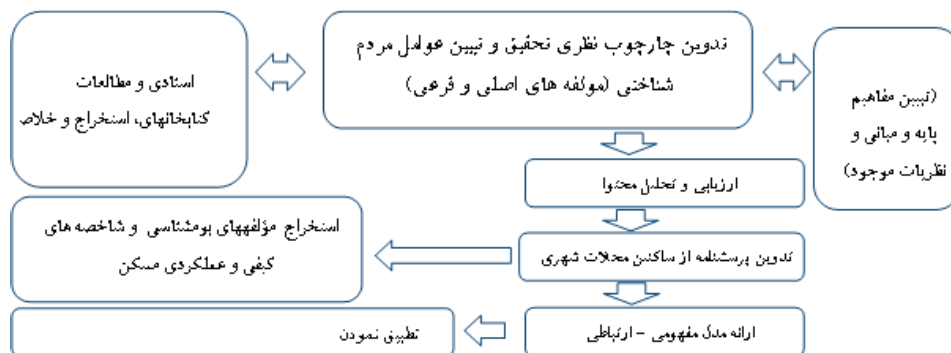 تدوین چارچوب نظری تحقیق و تبیین عوامل مردم
شناختی (مولفه های اصلی و فرعی)
(تبیین مفاهیم
پایه و مبانی و
نظریات موجود)
اسنادی و مطالعات
کتابخانهای، استخراج و خلاص
ارزیابی و تحلیل محتوا
تدوین پرسشنامه از ساکنین محلات شهری
استخراج مؤلفههای بومشناسی و شاخصه های
کیفی و عملکردی مسکن
ارائه مدل مفهومی - ارتباطی
تطبیق نمودن